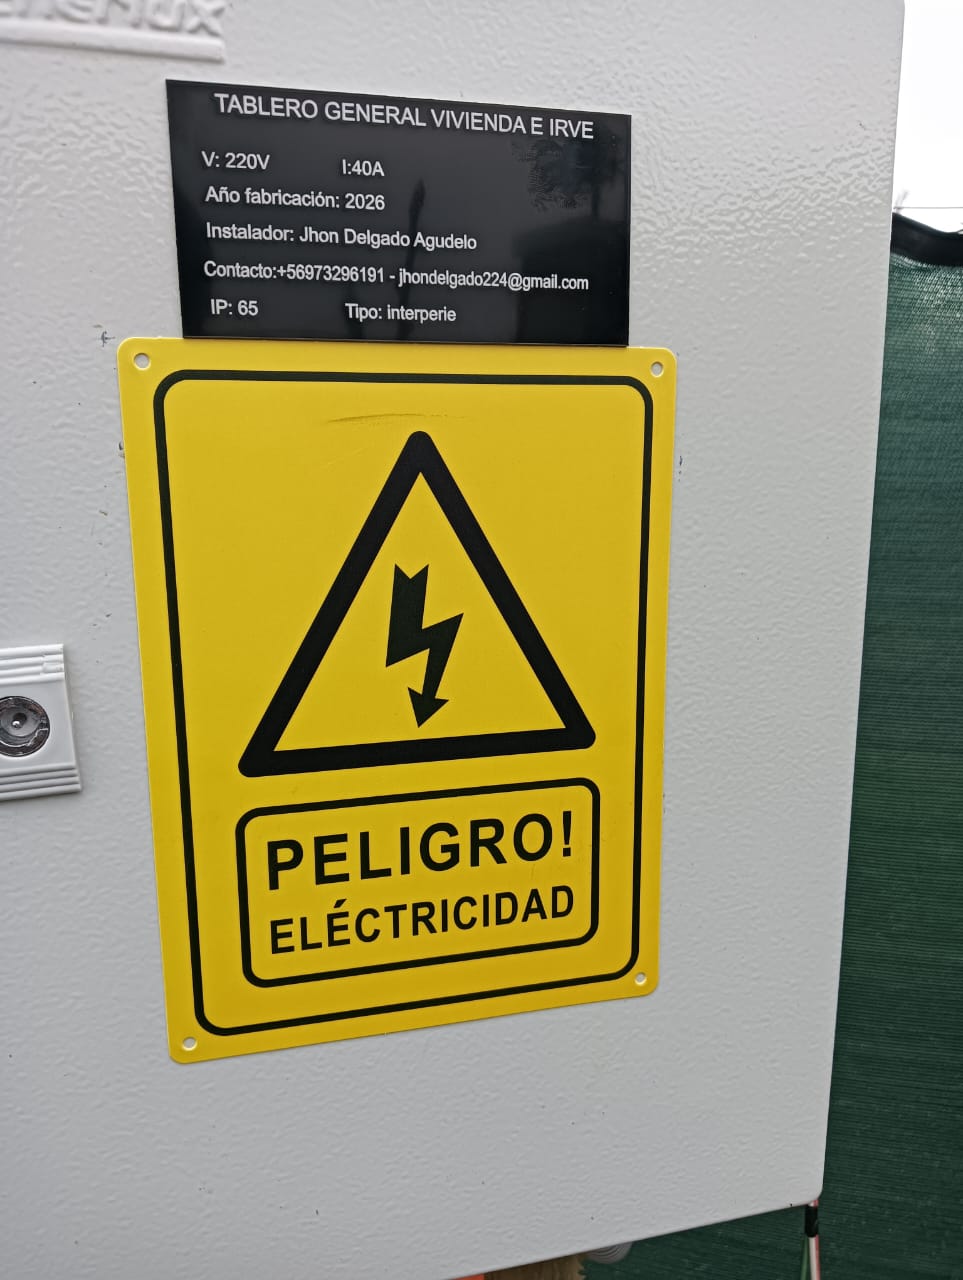 TABLERO GENERAL VIVIENDA E IRVE
V: 220V I:40A
Año fabricación: 2026
Instalador: Jhon Delgado Agudelo
Contacto:+56973296191 - jhondelgado224@gmail.com
IP: 65 Tipo: interperie
PELIGRO!
ELÉCTRICIDAD